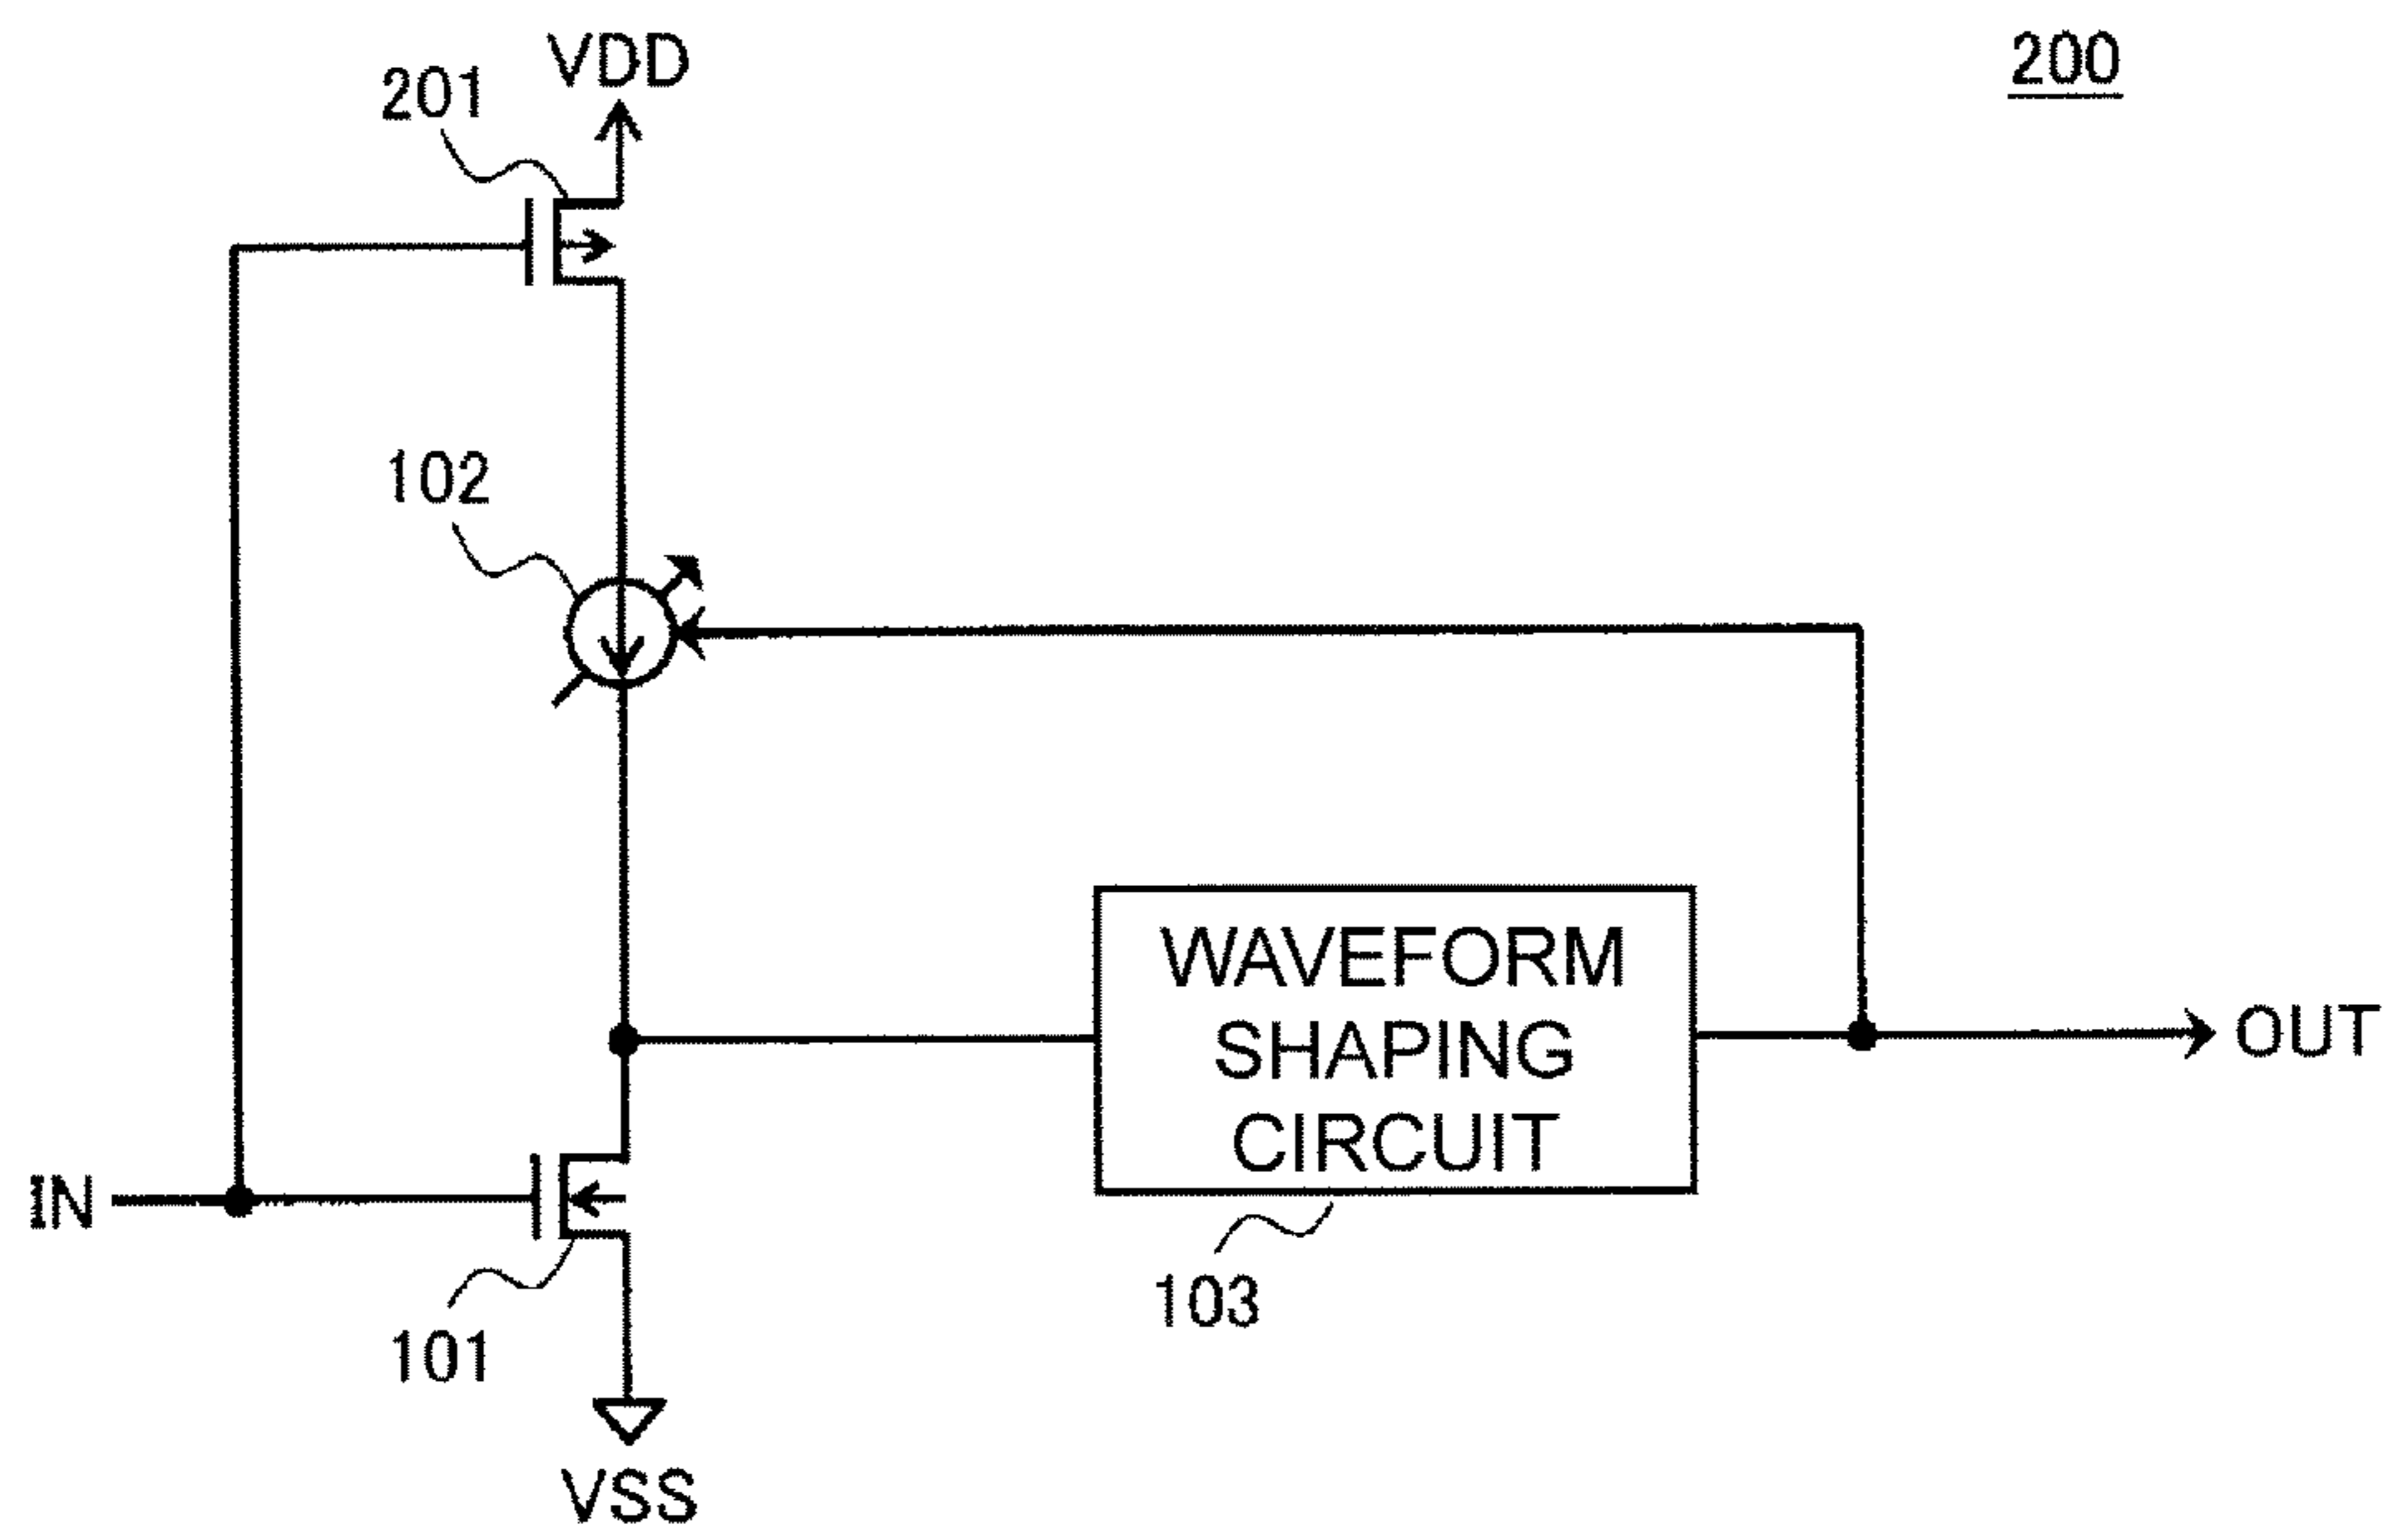 200
VDD
201
102
WAVEFORM
SHAPING
CIRCUIT
OUT
IN
103
101
VSS